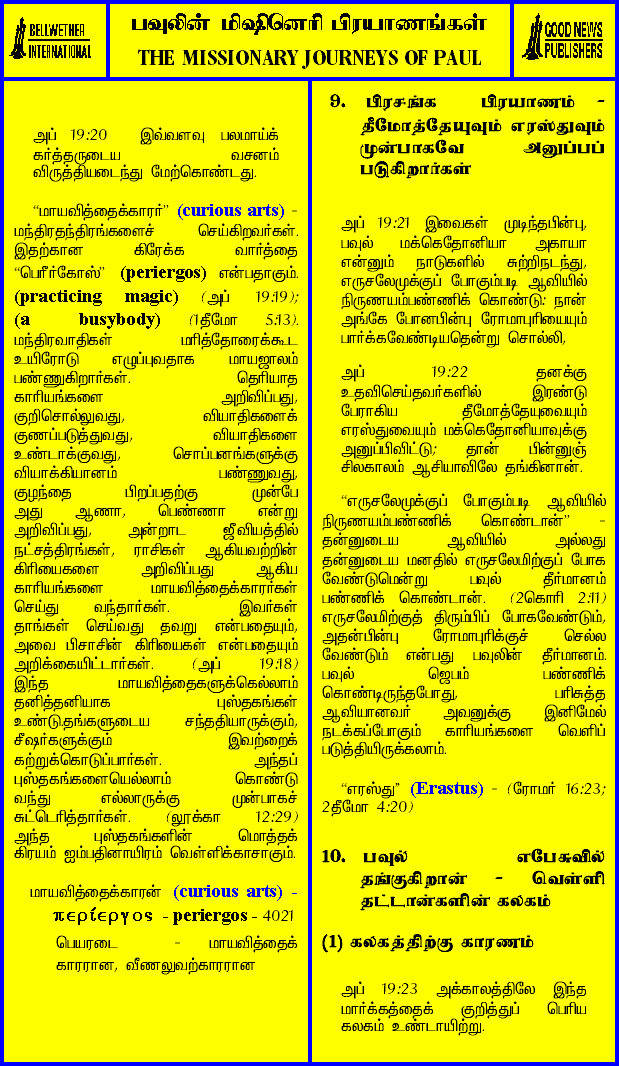 BELLWETHER
INTERNATIONAL
பவுலின் மிஷினெரி பிரயாணங்கள்
THE MISSIONARY JOURNEYS OF PAUL
GOOD NEWS
PUBLISHERS
அப் 19:20 இவ்வளவு பலமாய்க்
கர்த்தருடைய வசனம்
விருத்தியடைந்து மேற்கொண்டது.
“மாயவித்தைக்காரர்” (curious arts) -
மந்திரதந்திரங்களைச் செய்கிறவர்கள்.
இதற்கான கிரேக்க வார்த்தை
“பெரீர்கோஸ்” (periergos) என்பதாகும்.
(practicing magic) (அப் 19:19);
(a busybody) (1தீமோ 5:13).
மந்திரவாதிகள் மரித்தோரைக்கூட
உயிரோடு எழுப்புவதாக மாயஜாலம்
பண்ணுகிறார்கள். தெரியாத
காரியங்களை அறிவிப்பது,
குறிசொல்லுவது, வியாதிகளைக்
குணப்படுத்துவது, வியாதிகளை
உண்டாக்குவது, சொப்பனங்களுக்கு
வியாக்கியானம் பண்ணுவது,
குழந்தை பிறப்பதற்கு முன்பே
அது ஆணா, பெண்ணா என்று
அறிவிப்பது, அன்றாட ஜீவியத்தில்
நட்சத்திரங்கள், ராசிகள் ஆகியவற்றின்
கிரியைகளை அறிவிப்பது ஆகிய
காரியங்களை மாயவித்தைக்காரர்கள்
செய்து வந்தார்கள். இவர்கள்
தாங்கள் செய்வது தவறு என்பதையும்,
அவை பிசாசின் கிரியைகள் என்பதையும்
அறிக்கையிட்டார்கள். (அப் 19:18)
இந்த மாயவித்தைகளுக்கெல்லாம்
தனித்தனியாக புஸ்தகங்கள்
உண்டு.தங்களுடைய சந்ததியாருக்கும்,
சீஷர்களுக்கும் இவற்றைக்
கற்றுக்கொடுப்பார்கள். அந்தப்
புஸ்தகங்களையெல்லாம் கொண்டு
வந்து எல்லாருக்கு முன்பாகச்
சுட்டெரித்தார்கள். (லூக்கா 12:29)
அந்த புஸ்தகங்களின் மொத்தக்
கிரயம் ஐம்பதினாயிரம் வெள்ளிக்காசாகும்.
மாயவித்தைக்காரன் (curious arts) -
περίεργος - periergos - 4021
பெயரடை - மாயவித்தைக்
காரரான, வீணலுவற்காரரான
9. பிரசங்க பிரயாணம் -
தீமோத்தேயுவும் எரஸ்துவும்
முன்பாகவே அனுப்பப்
படுகிறார்கள்
அப் 19:21 இவைகள் முடிந்தபின்பு,
பவுல் மக்கெதோனியா அகாயா
என்னும் நாடுகளில் சுற்றிநடந்து,
எருசலேமுக்குப் போகும்படி ஆவியில்
நிருணயம்பண்ணிக் கொண்டு: நான்
அங்கே போனபின்பு ரோமாபுரியையும்
பார்க்கவேண்டியதென்று சொல்லி,
அப் 19:22 தனக்கு
உதவிசெய்தவர்களில் இரண்டு
பேராகிய தீமோத்தேயுவையும்
எரஸ்துவையும் மக்கெதோனியாவுக்கு
அனுப்பிவிட்டு; தான் பின்னுஞ்
சிலகாலம் ஆசியாவிலே தங்கினான்.
“எருசலேமுக்குப் போகும்படி ஆவியில்
நிருணயம்பண்ணிக் கொண்டான்” -
தன்னுடைய ஆவியில் அல்லது
தன்னுடைய மனதில் எருசலேமிற்குப் போக
வேண்டுமென்று பவுல் தீர்மானம்
பண்ணிக் கொண்டான். (2கொரி 2:11)
எருசலேமிற்குத் திரும்பிப் போகவேண்டும்,
அதன்பின்பு ரோமாபுரிக்குச் செல்ல
வேண்டும் என்பது பவுலின் தீர்மானம்.
பவுல் ஜெபம் பண்ணிக்
கொண்டிருந்தபோது, பரிசுத்த
ஆவியானவர் அவனுக்கு இனிமேல்
நடக்கப்போகும் காரியங்களை வெளிப்
படுத்தியிருக்கலாம்.
“எரஸ்து” (Erastus) - (ரோமர் 16:23;
2தீமோ 4:20)
10. பவுல் எபேசுவில்
தங்குகிறான் - வெள்ளி
தட்டான்களின் கலகம்
(1) கலகத்திற்கு காரணம்
அப் 19:23 அக்காலத்திலே இந்த
மார்க்கத்தைக் குறித்துப் பெரிய
கலகம் உண்டாயிற்று.